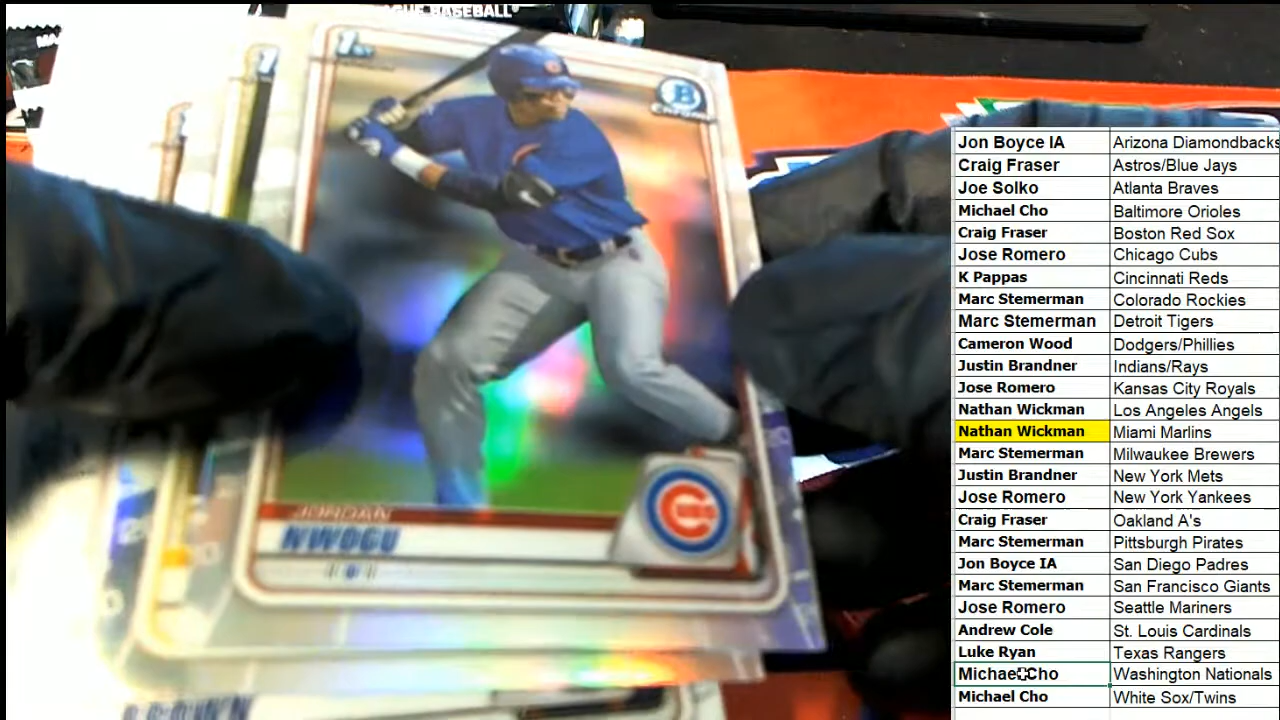 BASEBALL
1ST
B
CHROME
JORDAN
NWOGU
C
CUBS
Jon Boyce IA Arizona Diamondbacks
Craig Fraser Astros/Blue Jays
Joe Solko Atlanta Braves
Michael Cho Baltimore Orioles
Craig Fraser Boston Red Sox
Jose Romero Chicago Cubs
K Pappas Cincinnati Reds
Marc Stemerman Colorado Rockies
Marc Stemerman Detroit Tigers
Cameron Wood Dodgers/Phillies
Justin Brandner Indians/Rays
Jose Romero Kansas City Royals
Nathan Wickman Los Angeles Angels
Nathan Wickman Miami Marlins
Marc Stemerman Milwaukee Brewers
Justin Brandner New York Mets
Jose Romero New York Yankees
Craig Fraser Oakland A's
Marc Stemerman Pittsburgh Pirates
Jon Boyce IA San Diego Padres
Marc Stemerman San Francisco Giants
Jose Romero Seattle Mariners
Andrew Cole St. Louis Cardinals
Luke Ryan Texas Rangers
Michael Cho Washington Nationals
Michael Cho White Sox/Twins